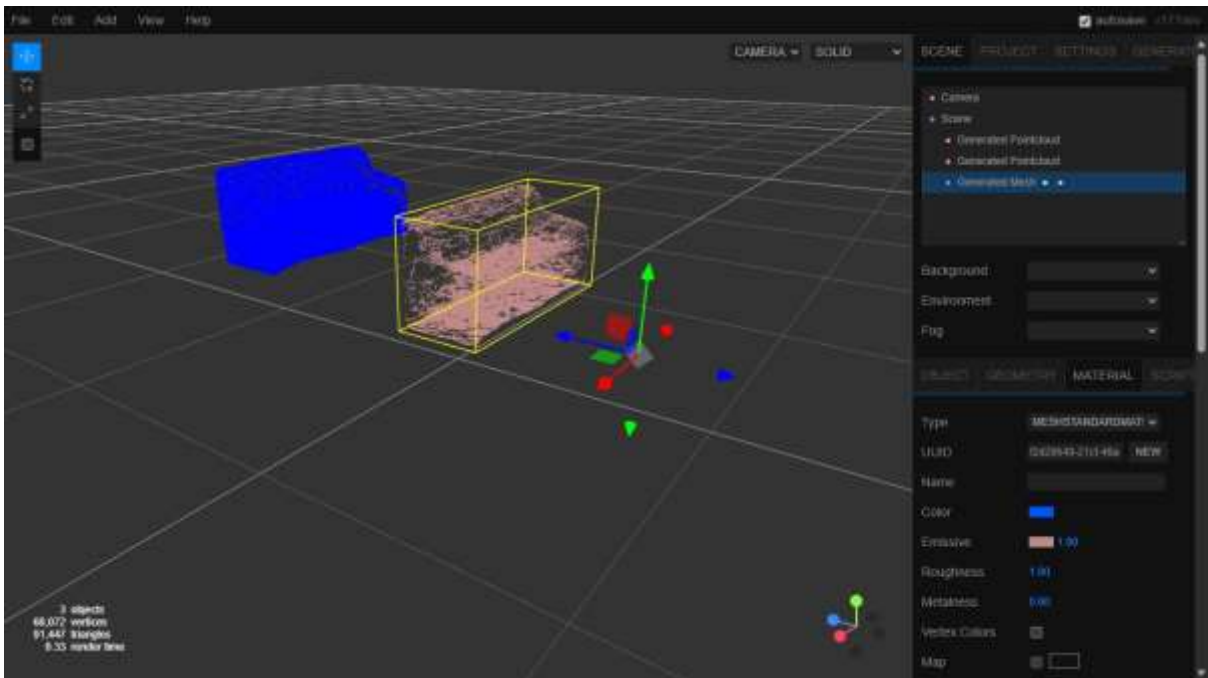 File Edit Add View Help
autosave
CAMERA SOLID
SCENE PROJECT SETTINGS
Camera
Scene
Generated Pointcloud
Generated Pointcloud
Generated Mesh
Background
Environment
Fog
OBJECT GEOMETRY MATERIAL
Type MESHSTANDARDMAT
UUID NEW
Name
Color
Emissive 1.00
Roughness 1.00
Metalness 0.00
Vertex Colors
Map
3 objects
68,072 vertices
91,447 triangles
0.33 render time